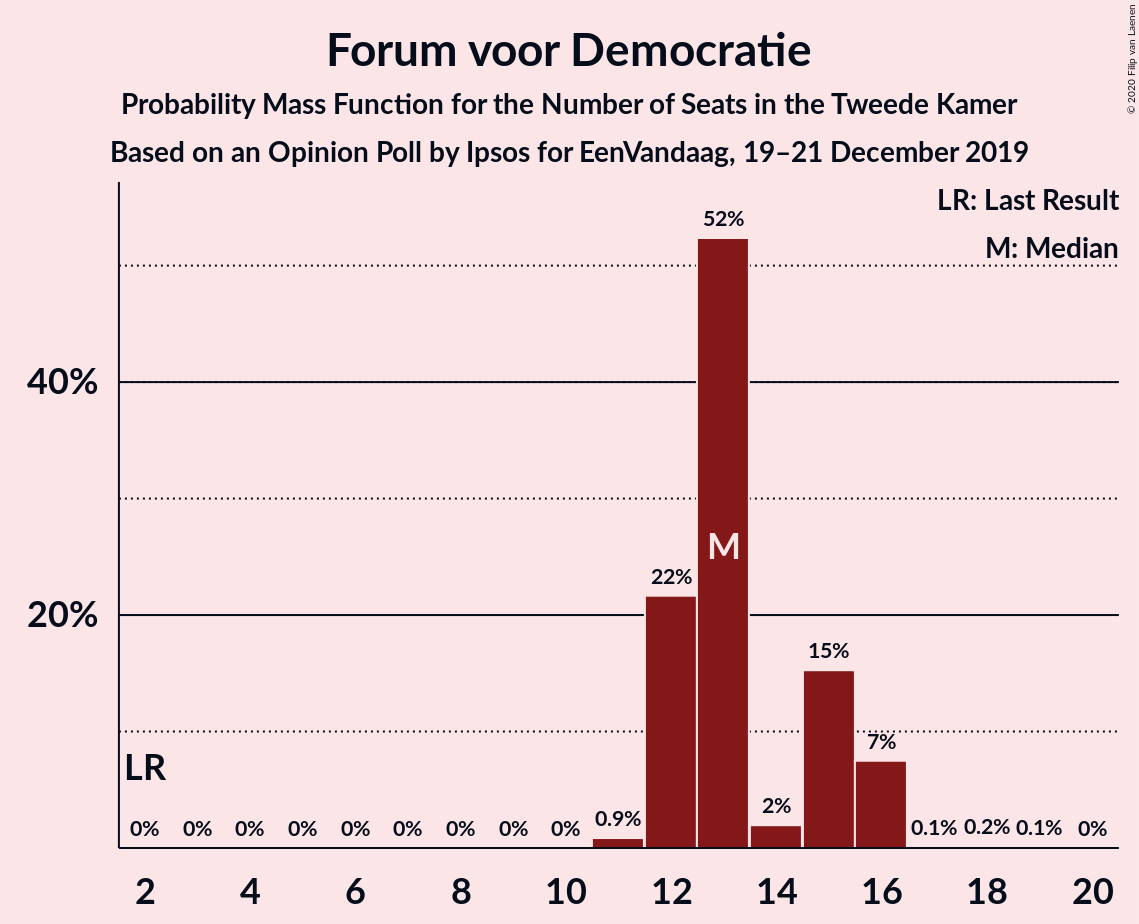 Forum voor Democratie
Probability Mass Function for the Number of Seats in the Tweede Kamer
Based on an Opinion Poll by Ipsos for EenVandaag, 19–21 December 2019
© 2020 Filip van Laenen
LR: Last Result
M: Median
52%
40%
M
22%
20%
15%
7%
LR
2%
0% 0% 0% 0% 0% 0% 0% 0% 0% 0.9% 0.1% 0.2% 0.1% 0%
2 4 6 8 10 12 14 16 18 20